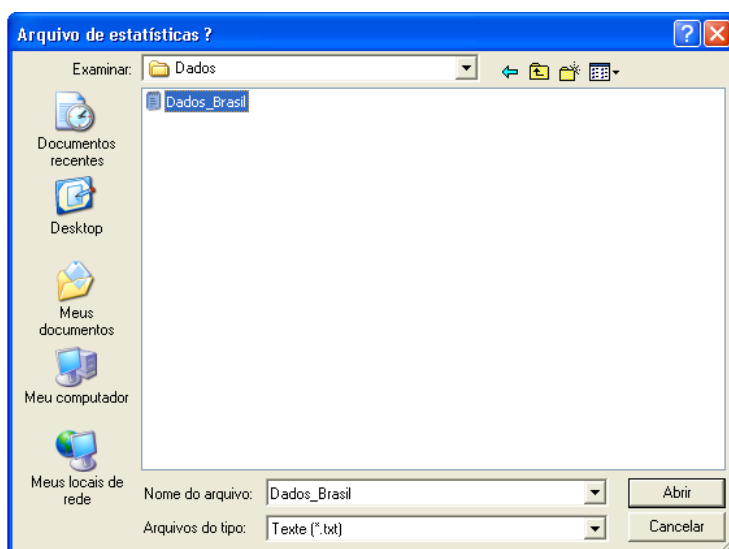 Arquivo de estatísticas ?
Examinar:
Dados
Dados_Brasil
Documentos
recentes
Desktop
Meus
documentos
Meu computador
Meus locais de
rede
Nome do arquivo:
Dados_Brasil
Abrir
Arquivos do tipo:
Texte (*.txt)
Cancelar